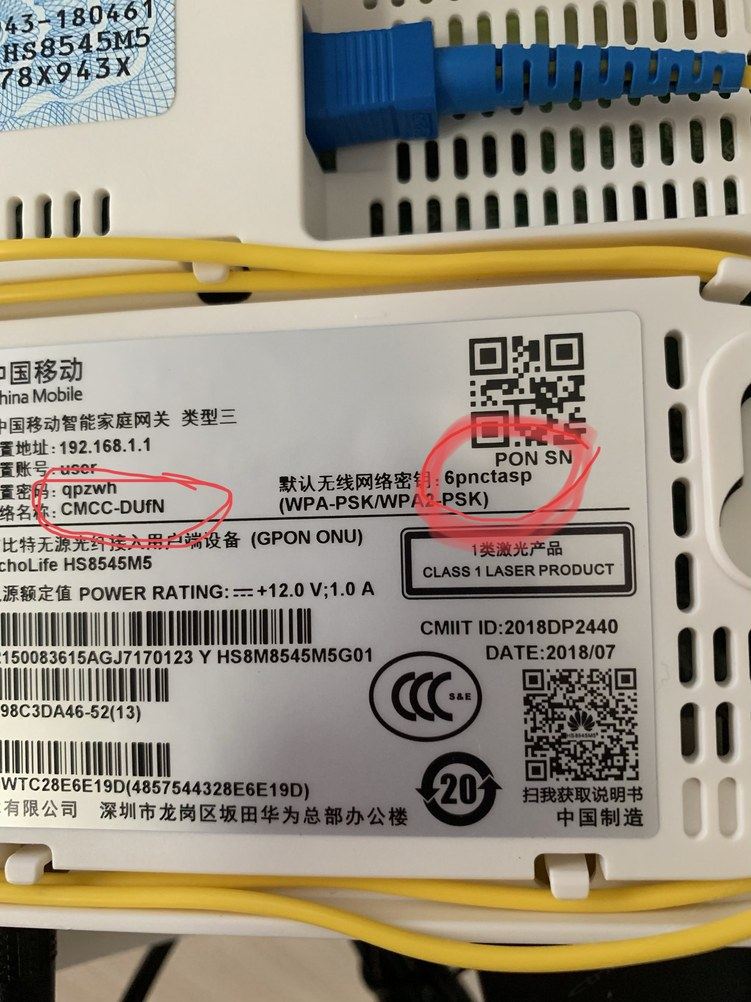 43-180461
HS8545M5
78X943X
中国移动
hina Mobile
中国移动智能家庭网关 类型三
置地址:192.168.1.1
置账号:user
置密码:qpzwh
络名称:CMCC-DUfN
PON SN
默认无线网络密钥:6pnctasp
(WPA-PSK/WPA2-PSK)
比特无源光纤接入用户端设备 (GPON ONU)
choLife HS8545M5
源额定值 POWER RATING: +12.0 V;1.0 A
1类激光产品
CLASS 1 LASER PRODUCT
2150083615AGJ7170123 Y HS8M8545M5G01
98C3DA46-52(13)
CMIIT ID:2018DP2440
DATE:2018/07
CCC S&E
HS8545M5
WTC28E6E19D(4857544328E6E19D)
20
扫我获取说明书
有限公司 深圳市龙岗区坂田华为总部办公楼
中国制造